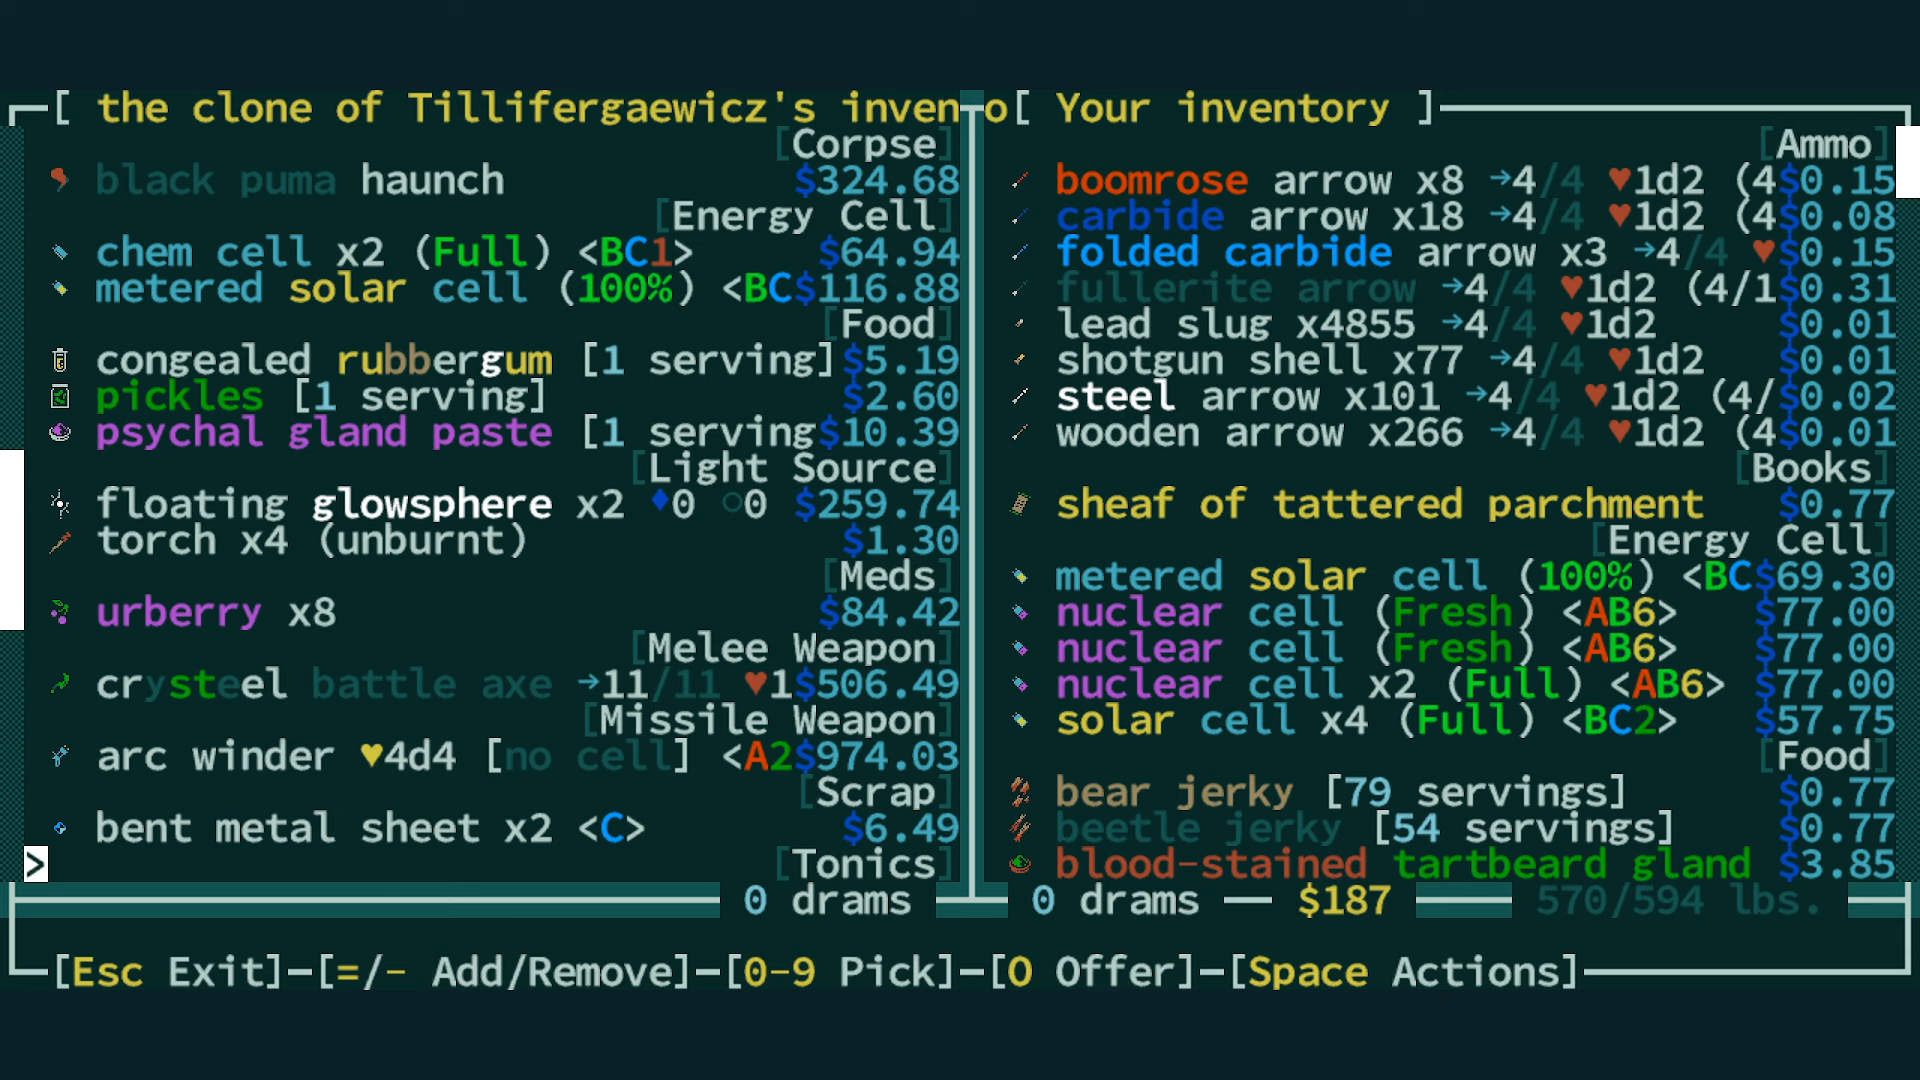 [ the clone of Tillifergaewicz's invento
[Corpse]
black puma haunch $324.68
[Energy Cell]
chem cell x2 (Full) <BC1> $64.94
metered solar cell (100%) <BC$116.88
[Food]
congealed rubbergum [1 serving] $5.19
pickles [1 serving] $2.60
psychal gland paste [1 serving$10.39
[Light Source]
floating glowsphere x2 ♦0 ○0 $259.74
torch x4 (unburnt) $1.30
[Meds]
urberry x8 $84.42
[Melee Weapon]
crysteel battle axe →11/11 ♥1$506.49
[Missile Weapon]
arc winder ♥4d4 [no cell] <A2$974.03
[Scrap]
bent metal sheet x2 <C> $6.49
> [Tonics]
0 drams
[ Your inventory ]
[Ammo]
boomrose arrow x8 →4/4 ♥1d2 (4$0.15
carbide arrow x18 →4/4 ♥1d2 (4$0.08
folded carbide arrow x3 →4/4 ♥$0.15
fullerite arrow →4/4 ♥1d2 (4/1$0.31
lead slug x4855 →4/4 ♥1d2 $0.01
shotgun shell x77 →4/4 ♥1d2 $0.01
steel arrow x101 →4/4 ♥1d2 (4/$0.02
wooden arrow x266 →4/4 ♥1d2 (4$0.01
[Books]
sheaf of tattered parchment $0.77
[Energy Cell]
metered solar cell (100%) <BC$69.30
nuclear cell (Fresh) <AB6> $77.00
nuclear cell (Fresh) <AB6> $77.00
nuclear cell x2 (Full) <AB6> $77.00
solar cell x4 (Full) <BC2> $57.75
[Food]
bear jerky [79 servings] $0.77
beetle jerky [54 servings] $0.77
blood-stained tartbeard gland $3.85
0 drams — $187 570/594 lbs.
[Esc Exit]—[=/- Add/Remove]—[0-9 Pick]—[O Offer]—[Space Actions]